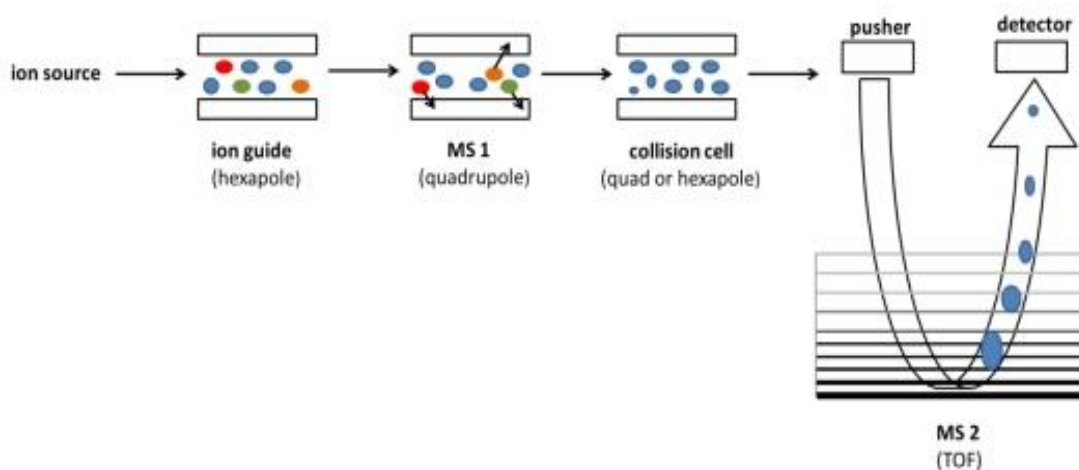 pusher
detector
ion source
ion guide
(hexapole)
MS 1
(quadrupole)
collision cell
(quad or hexapole)
MS 2
(TOF)